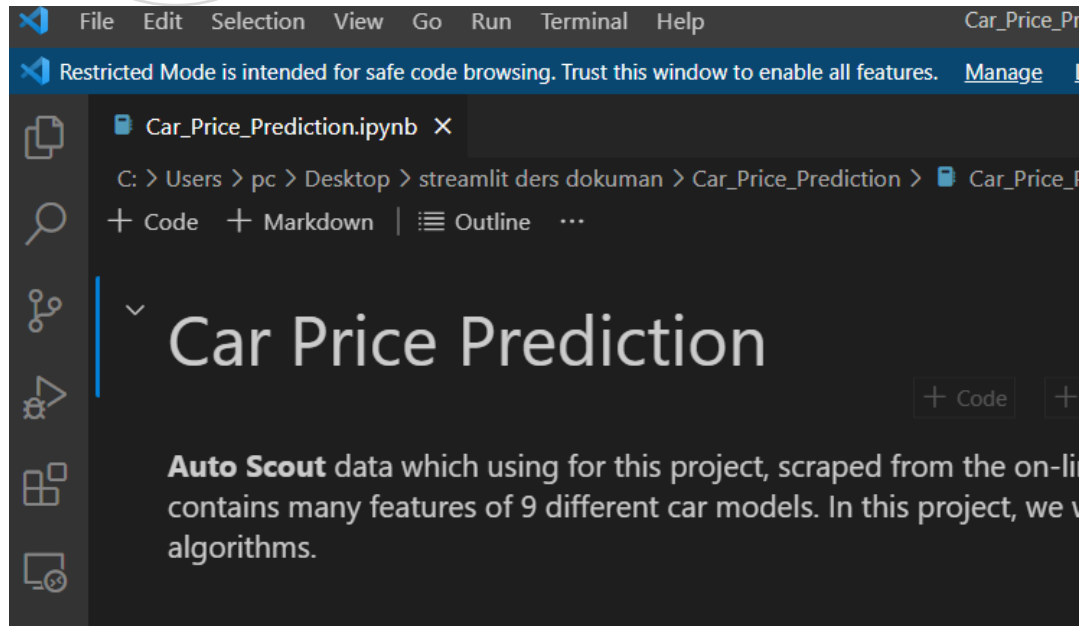 File Edit Selection View Go Run Terminal Help Car_Price_Pr
Restricted Mode is intended for safe code browsing. Trust this window to enable all features. Manage
Car_Price_Prediction.ipynb
C: > Users > pc > Desktop > streamlit ders dokuman > Car_Price_Prediction > Car_Price_
+ Code + Markdown | Outline ...
Car Price Prediction
+ Code +
Auto Scout data which using for this project, scraped from the on-li
contains many features of 9 different car models. In this project, we
algorithms.